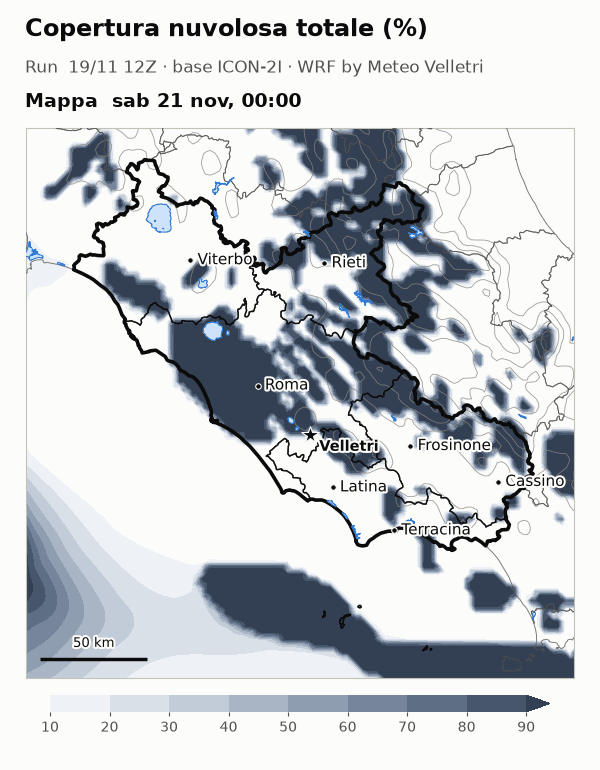 Copertura nuvolosa totale (%)
Run 19/11 12Z · base ICON-2I · WRF by Meteo Velletri
Mappa sab 21 nov, 00:00
Viterbo
Rieti
Roma
Velletri
Frosinone
Latina
Cassino
Terracina
50 km
10 20 30 40 50 60 70 80 90